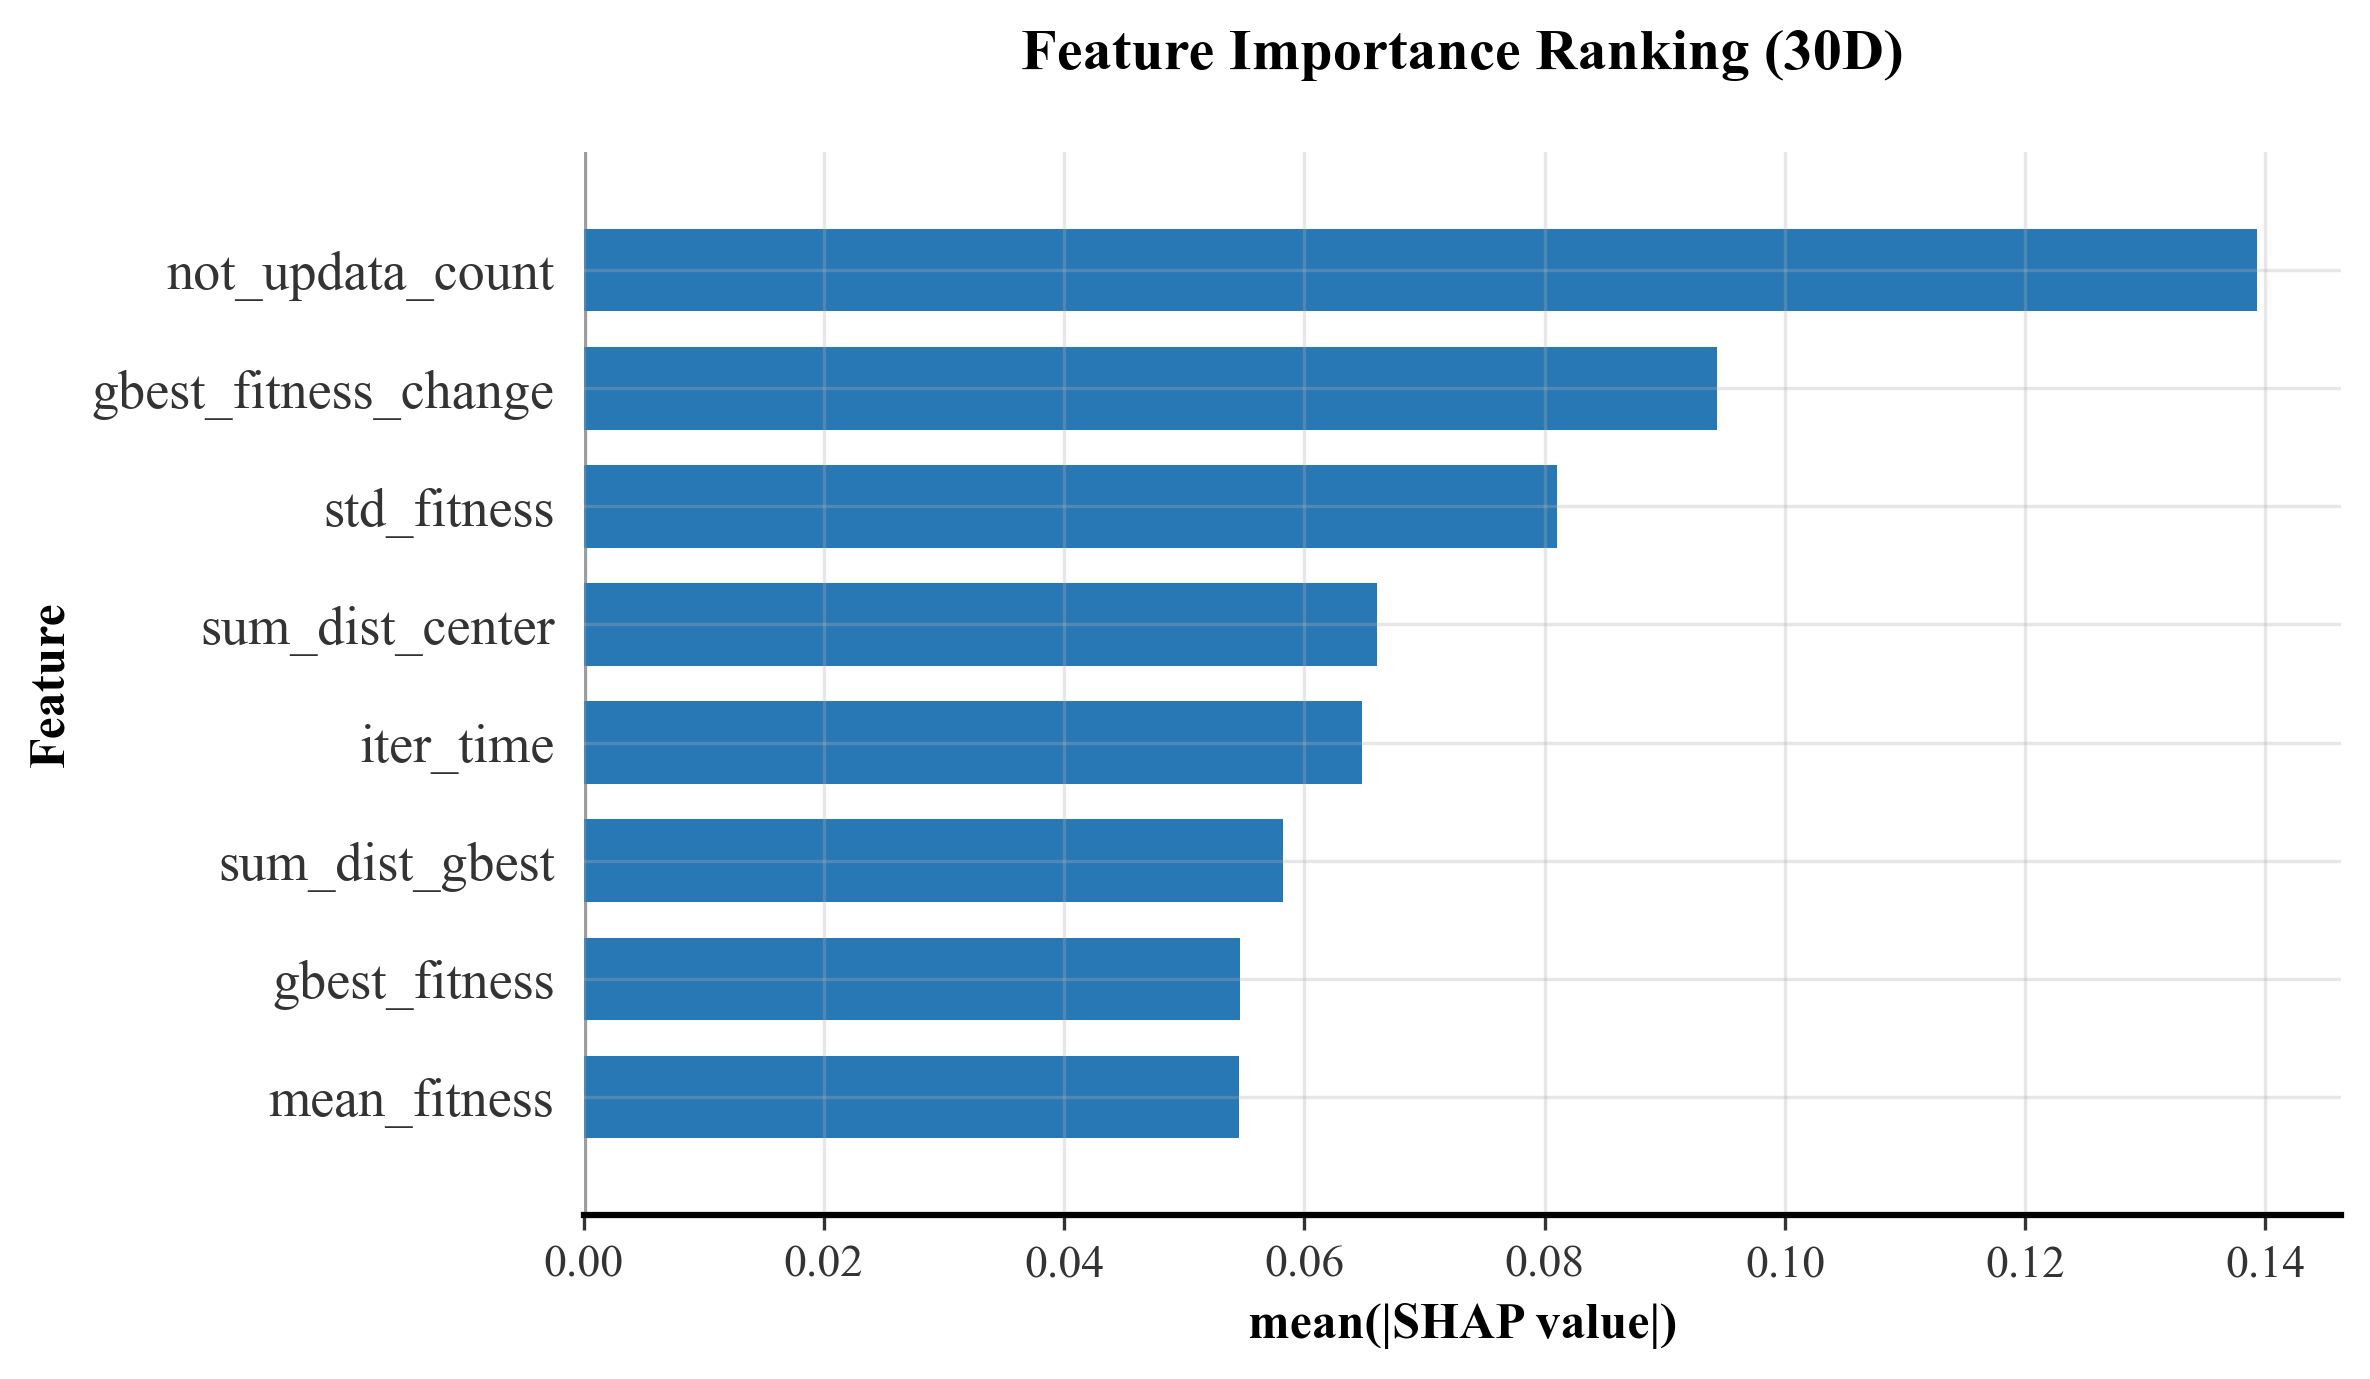 Feature Importance Ranking (30D)
not_updata_count
gbest_fitness_change
std_fitness
sum_dist_center
iter_time
sum_dist_gbest
gbest_fitness
mean_fitness
Feature
0.00 0.02 0.04 0.06 0.08 0.10 0.12 0.14
mean(|SHAP value|)